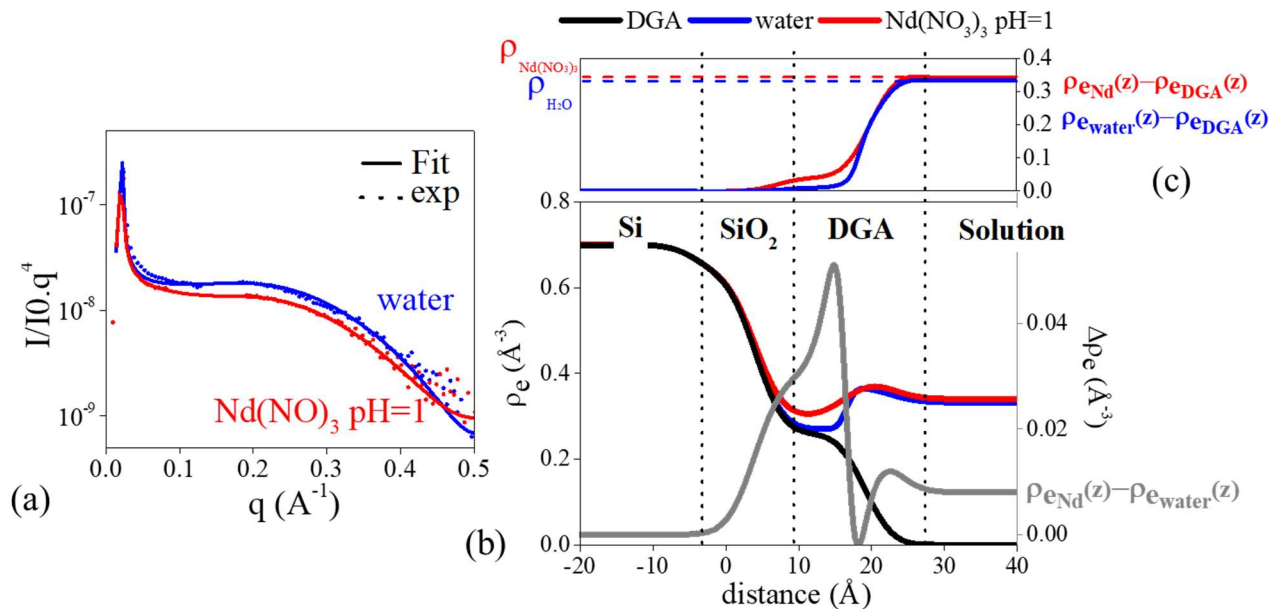 DGA water Nd(NO₃)₃ pH=1
ρNd(NO₃)₃
ρH₂O
0.4
0.3
0.2
0.1
0.0
ρeNd(z)−ρeDGA(z)
ρewater(z)−ρeDGA(z)
(c)
Fit
exp
10⁻⁷
10⁻⁸
10⁻⁹
I/I0.q⁴
water
Nd(NO)₃ pH=1
0.0 0.1 0.2 0.3 0.4 0.5
q (A⁻¹)
(a)
Si SiO₂ DGA Solution
0.8
0.6
0.4
0.2
0.0
ρe (Å⁻³)
0.04
0.02
0.00
Δρe (Å⁻³)
ρeNd(z)−ρewater(z)
-20 -10 0 10 20 30 40
distance (Å)
(b)